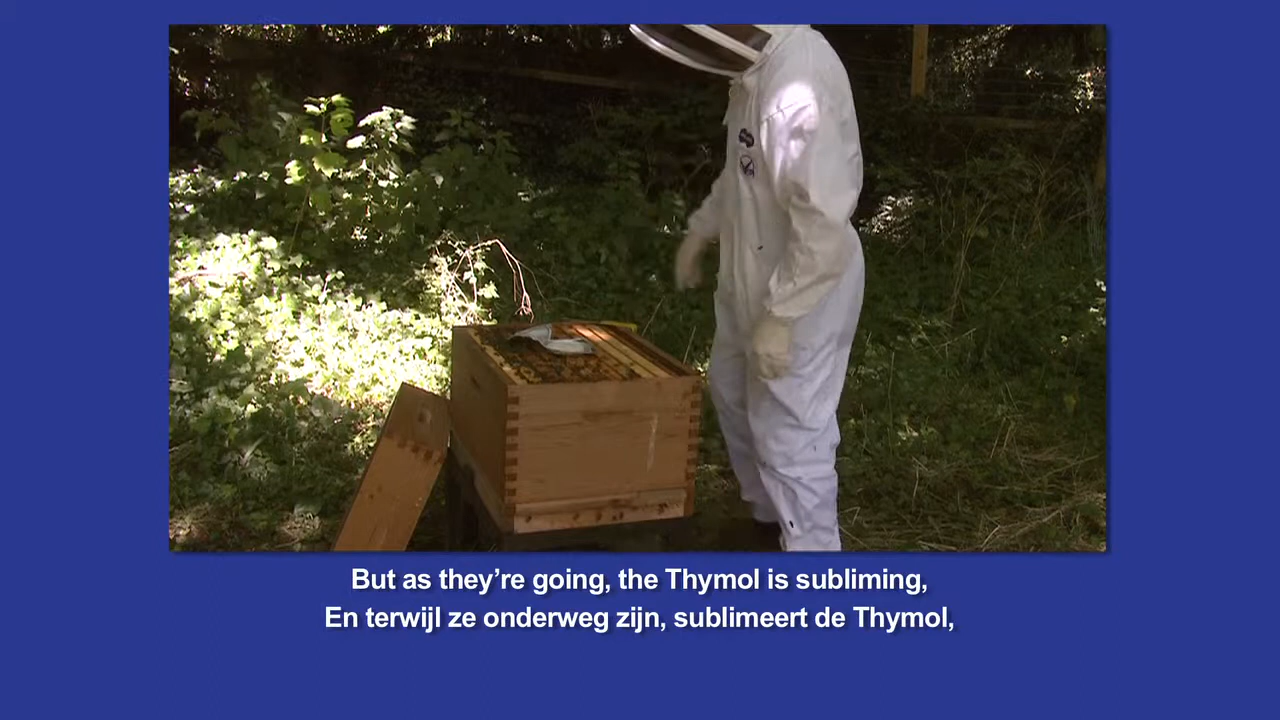 But as they’re going, the Thymol is subliming,
En terwijl ze onderweg zijn, sublimeert de Thymol,